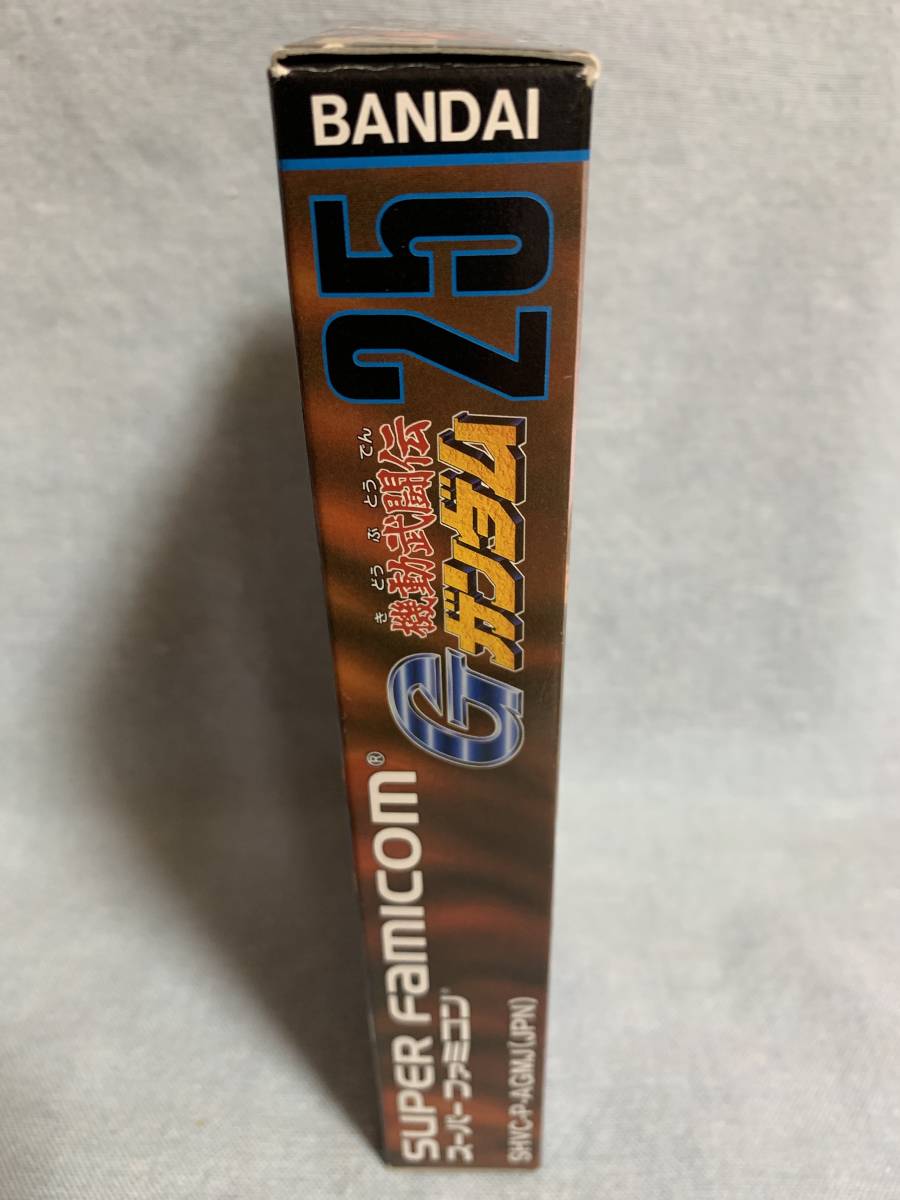 BANDAI
25
きどうぶとうでん
機動武闘伝
Gガンダム
SUPER FAMICOM®
スーパーファミコン®
SHVC-P-AGMJ(JPN)